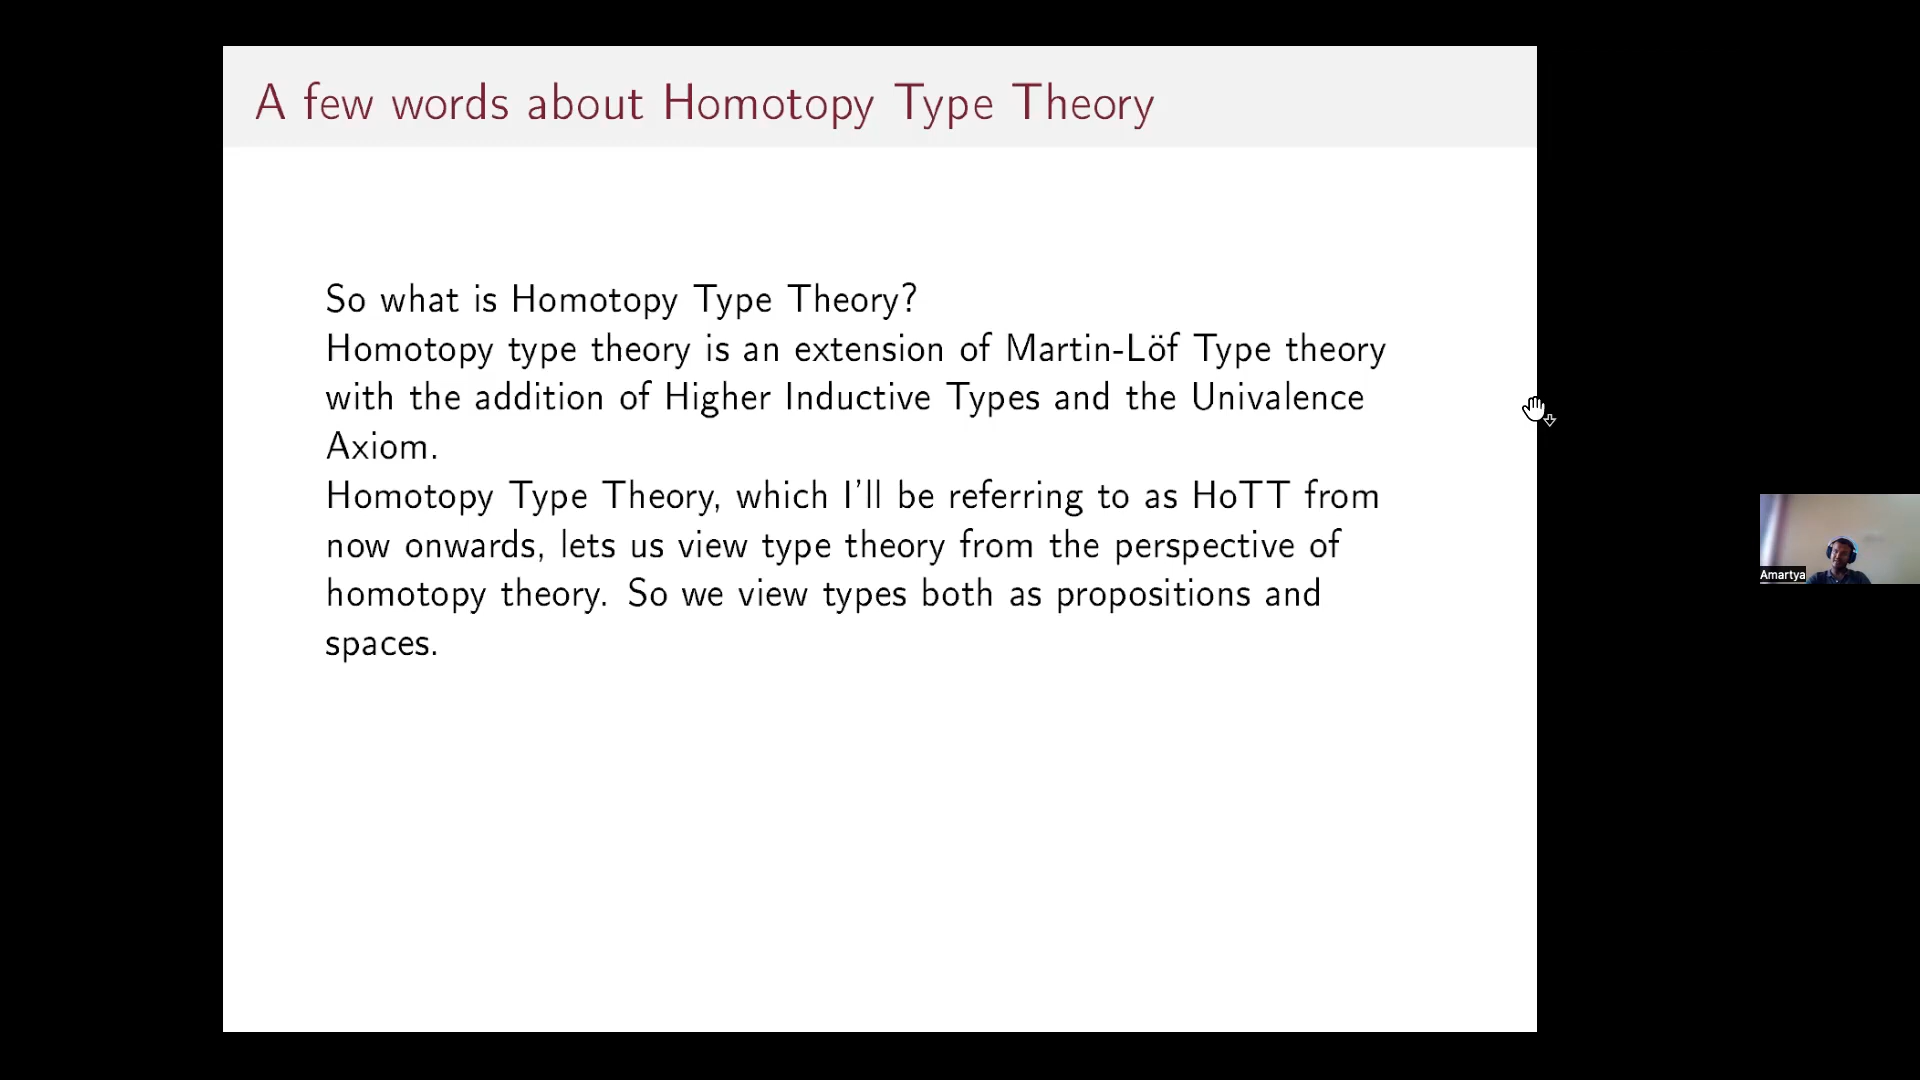 A few words about Homotopy Type Theory
So what is Homotopy Type Theory?
Homotopy type theory is an extension of Martin-Löf Type theory
with the addition of Higher Inductive Types and the Univalence
Axiom.
Homotopy Type Theory, which I'll be referring to as HoTT from
now onwards, lets us view type theory from the perspective of
homotopy theory. So we view types both as propositions and
spaces.
Amartya